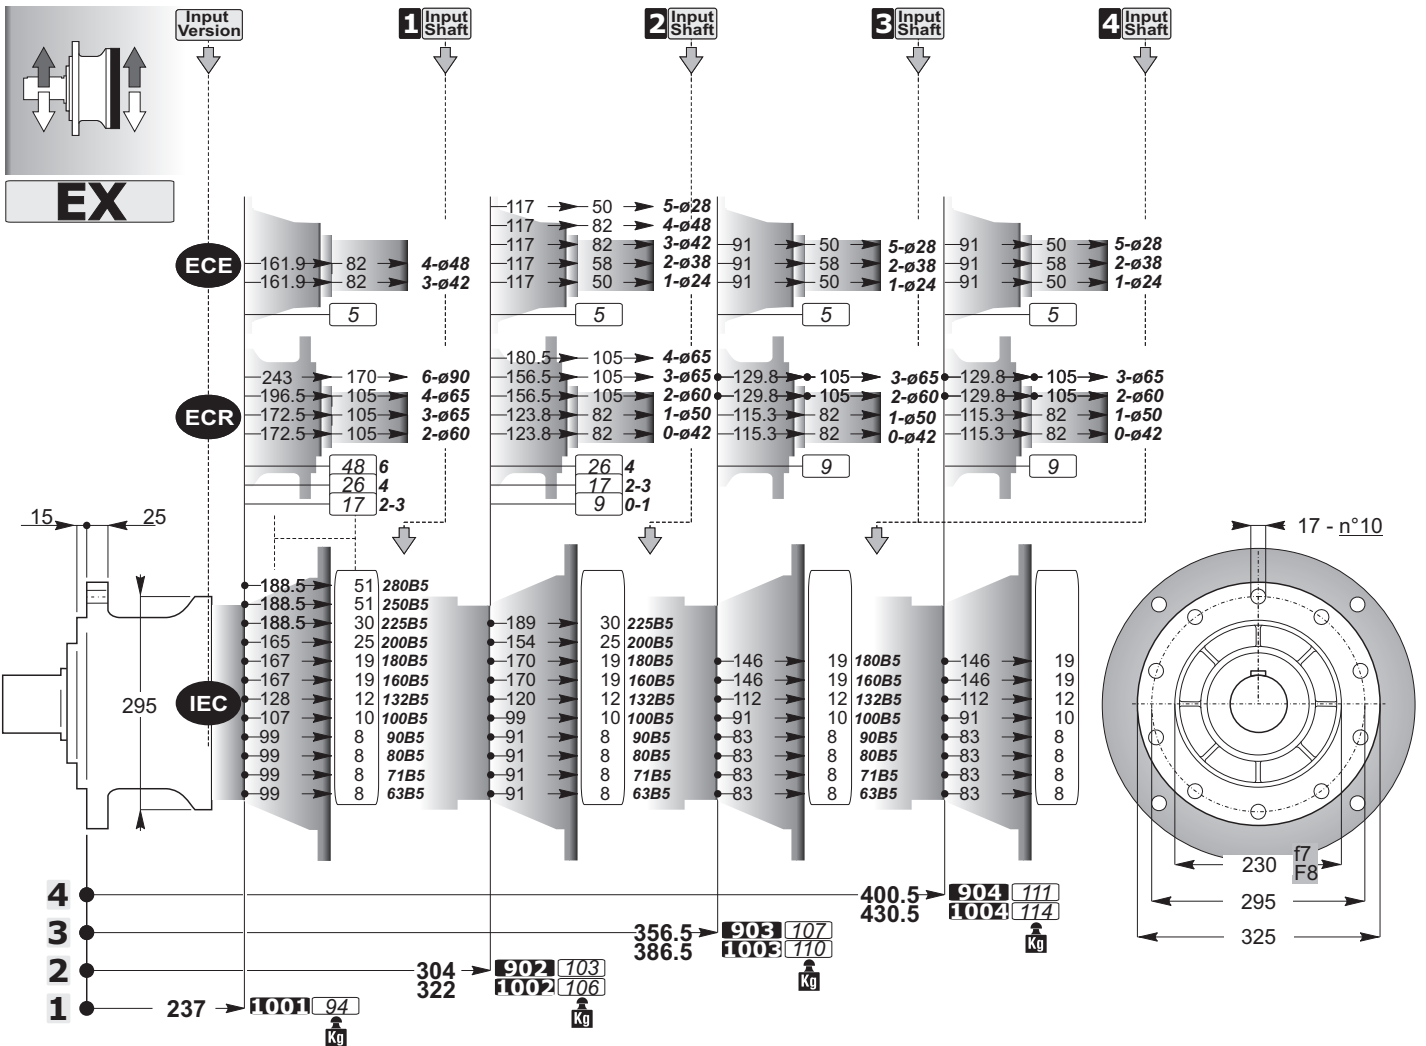 Input
Version
1 Input
Shaft
2 Input
Shaft
3 Input
Shaft
4 Input
Shaft
EX
117 50 5-ø28
117 82 4-ø48
ECE
117 82 3-ø42 91 50 5-ø28 91 50 5-ø28
161.9 82 4-ø48 117 58 2-ø38 91 58 2-ø38 91 58 2-ø38
161.9 82 3-ø42 117 50 1-ø24 91 50 1-ø24 91 50 1-ø24
5 5 5 5
180.5 105 4-ø65
243 170 6-ø90 156.5 105 3-ø65 129.8 105 3-ø65 129.8 105 3-ø65
196.5 105 4-ø65 156.5 105 2-ø60 129.8 105 2-ø60 129.8 105 2-ø60
ECR
172.5 105 3-ø65 123.8 82 1-ø50 115.3 82 1-ø50 115.3 82 1-ø50
172.5 105 2-ø60 123.8 82 0-ø42 115.3 82 0-ø42 115.3 82 0-ø42
48 6 26 4 9 9
26 4 17 2-3
17 2-3 9 0-1
15 25
17 - n°10
188.5 51 280B5
188.5 51 250B5
188.5 30 225B5 189 30 225B5
165 25 200B5 154 25 200B5
167 19 180B5 170 19 180B5 146 19 180B5 146 19
167 19 160B5 170 19 160B5 146 19 160B5 146 19
128 12 132B5 120 12 132B5 112 12 132B5 112 12
295 IEC
107 10 100B5 99 10 100B5 91 10 100B5 91 10
99 8 90B5 91 8 90B5 83 8 90B5 83 8
99 8 80B5 91 8 80B5 83 8 80B5 83 8
99 8 71B5 91 8 71B5 83 8 71B5 83 8
99 8 63B5 91 8 63B5 83 8 63B5 83 8
230 f7
F8
295
325
4 400.5 904 111
430.5 1004 114
Kg
3 356.5 903 107
386.5 1003 110
Kg
2 304 902 103
322 1002 106
Kg
1 237 1001 94
Kg